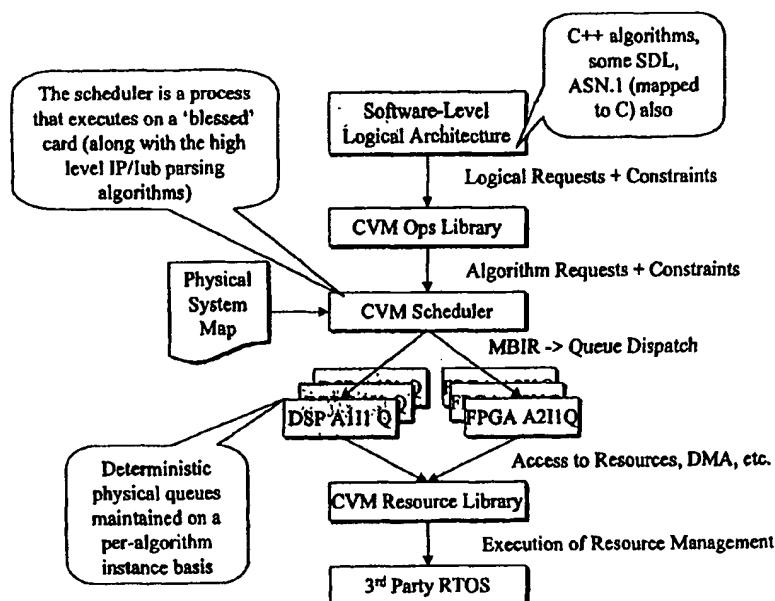 C++ algorithms,
some SDL,
ASN.1 (mapped
to C) also
The scheduler is a process
that executes on a 'blessed'
card (along with the high
level IP/Iub parsing
algorithms)
Software-Level
Logical Architecture
Logical Requests + Constraints
CVM Ops Library
Algorithm Requests + Constraints
Physical
System
Map
CVM Scheduler
MBIR -> Queue Dispatch
DSP A1I1 Q
FPGA A2I1Q
Access to Resources, DMA, etc.
Deterministic
physical queues
maintained on a
per-algorithm
instance basis
CVM Resource Library
Execution of Resource Management
3rd Party RTOS